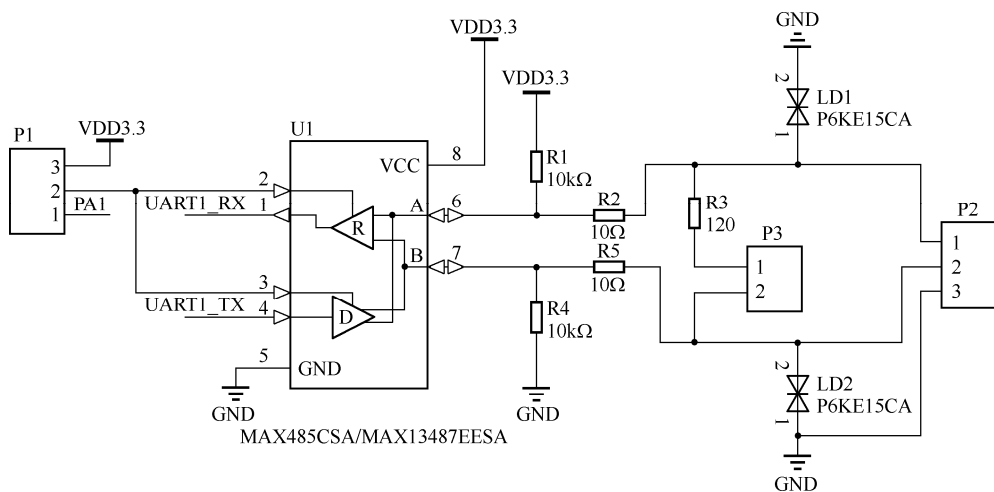 GND
VDD3.3
VDD3.3
2
LD1
P6KE15CA
1
P1
VDD3.3
U1
3
2
1
PA1
VCC
8
R1
10kΩ
2
UART1_RX
1
R
A
6
R2
10Ω
R3
120
P3
P2
B
7
R5
10Ω
1
2
1
2
3
3
UART1_TX
4
D
R4
10kΩ
5
GND
GND
GND
2
LD2
P6KE15CA
1
GND
MAX485CSA/MAX13487EESA